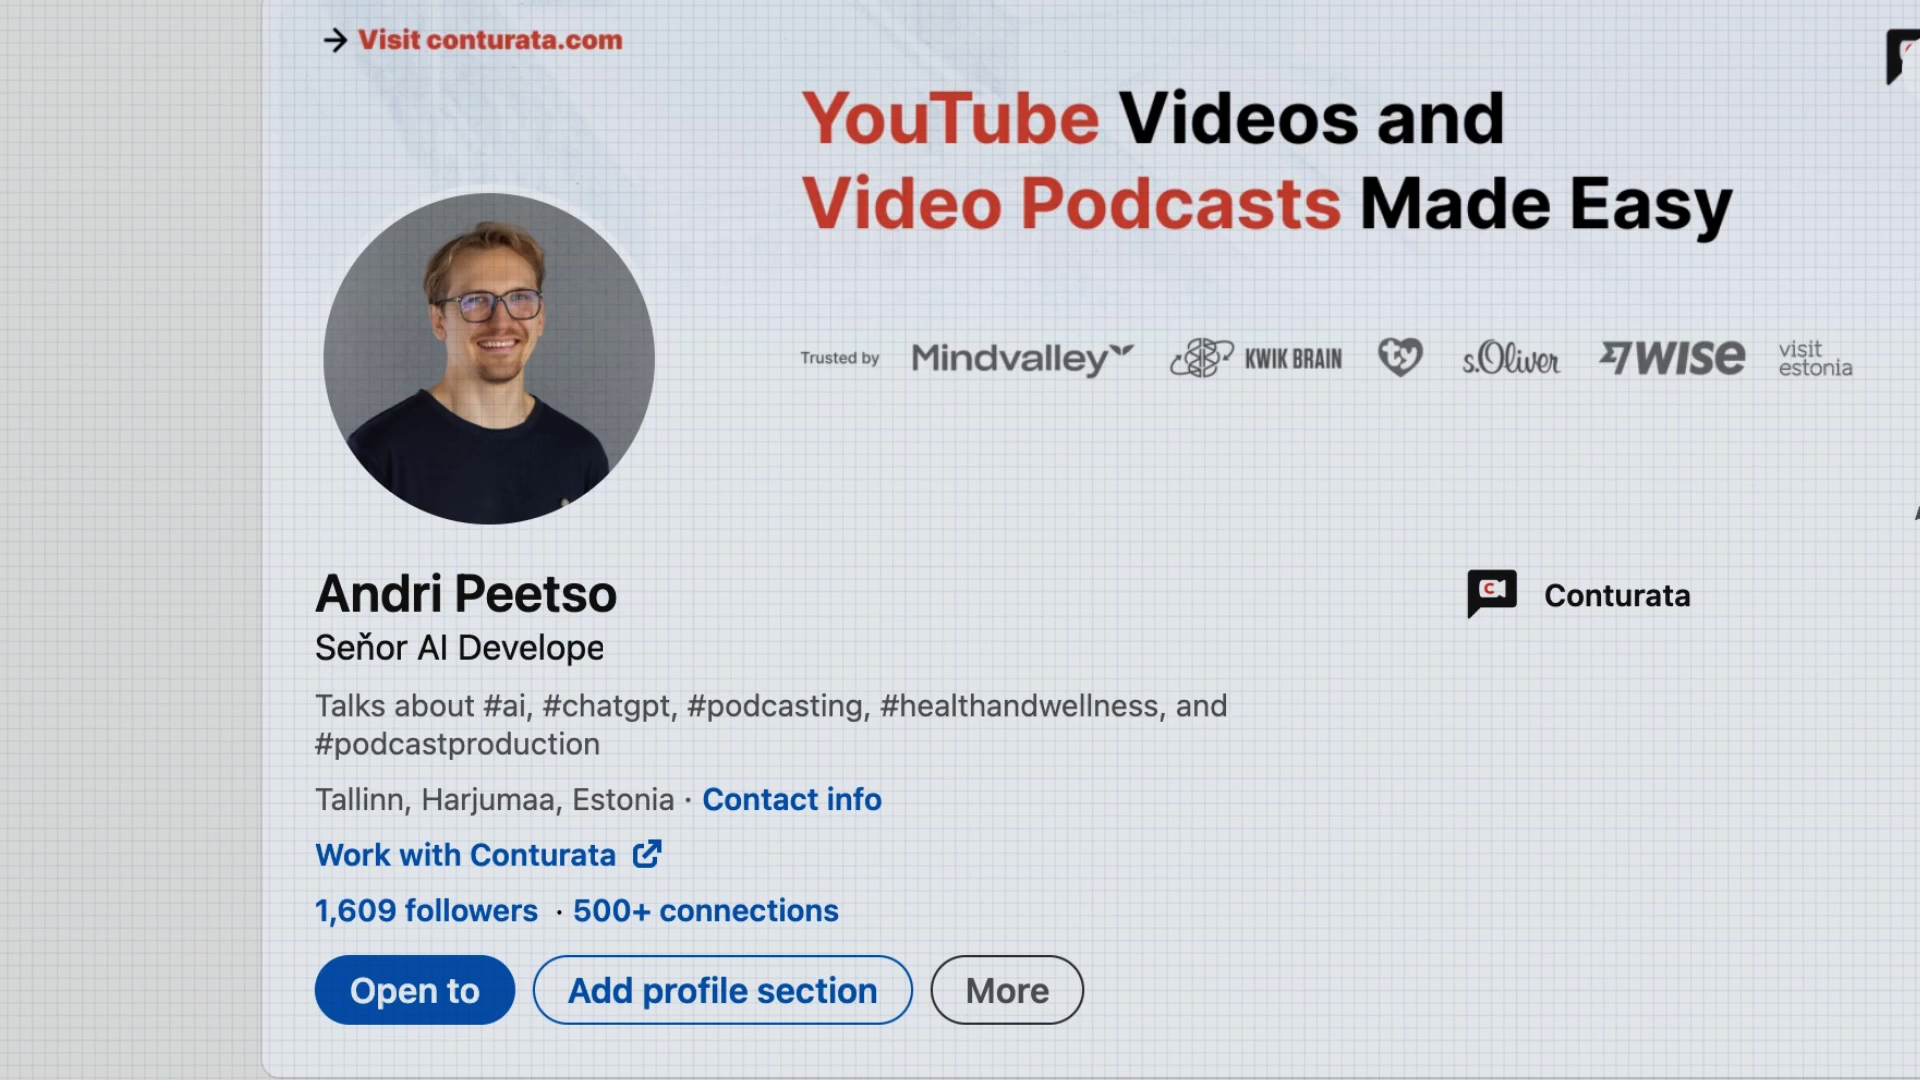 → Visit conturata.com
YouTube Videos and
Video Podcasts Made Easy
Trusted by Mindvalley KWIK BRAIN ty s.Oliver WISE visit estonia
Andri Peetso
Conturata
Seňor AI Develope
Talks about #ai, #chatgpt, #podcasting, #healthandwellness, and
#podcastproduction
Tallinn, Harjumaa, Estonia · Contact info
Work with Conturata
1,609 followers · 500+ connections
Open to Add profile section More